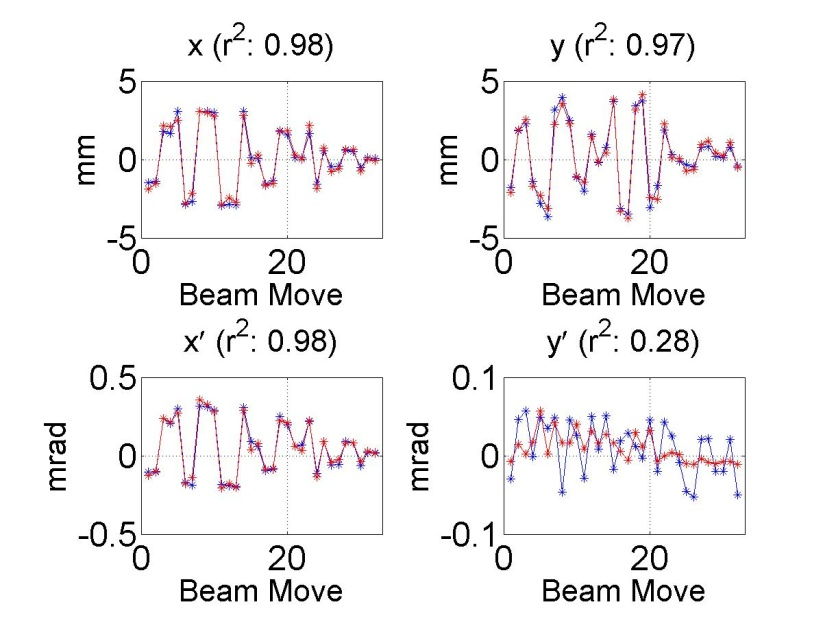 x (r²: 0.98)
5
0
-5
mm
0 20
Beam Move
y (r²: 0.97)
5
0
-5
mm
0 20
Beam Move
x′ (r²: 0.98)
0.5
0
-0.5
mrad
0 20
Beam Move
y′ (r²: 0.28)
0.1
0
-0.1
mrad
0 20
Beam Move